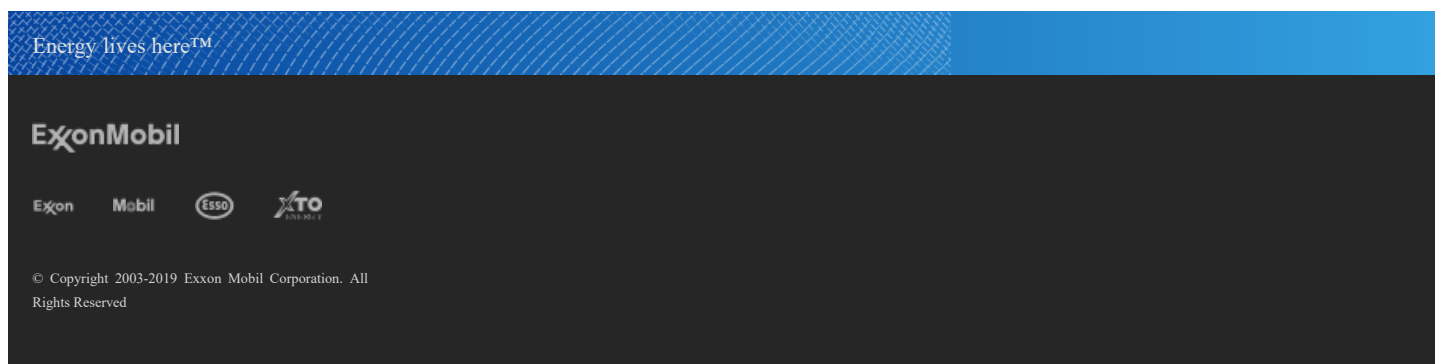 Energy lives here™
ExxonMobil
Exxon Mobil Esso XTO
© Copyright 2003-2019 Exxon Mobil Corporation. All
Rights Reserved